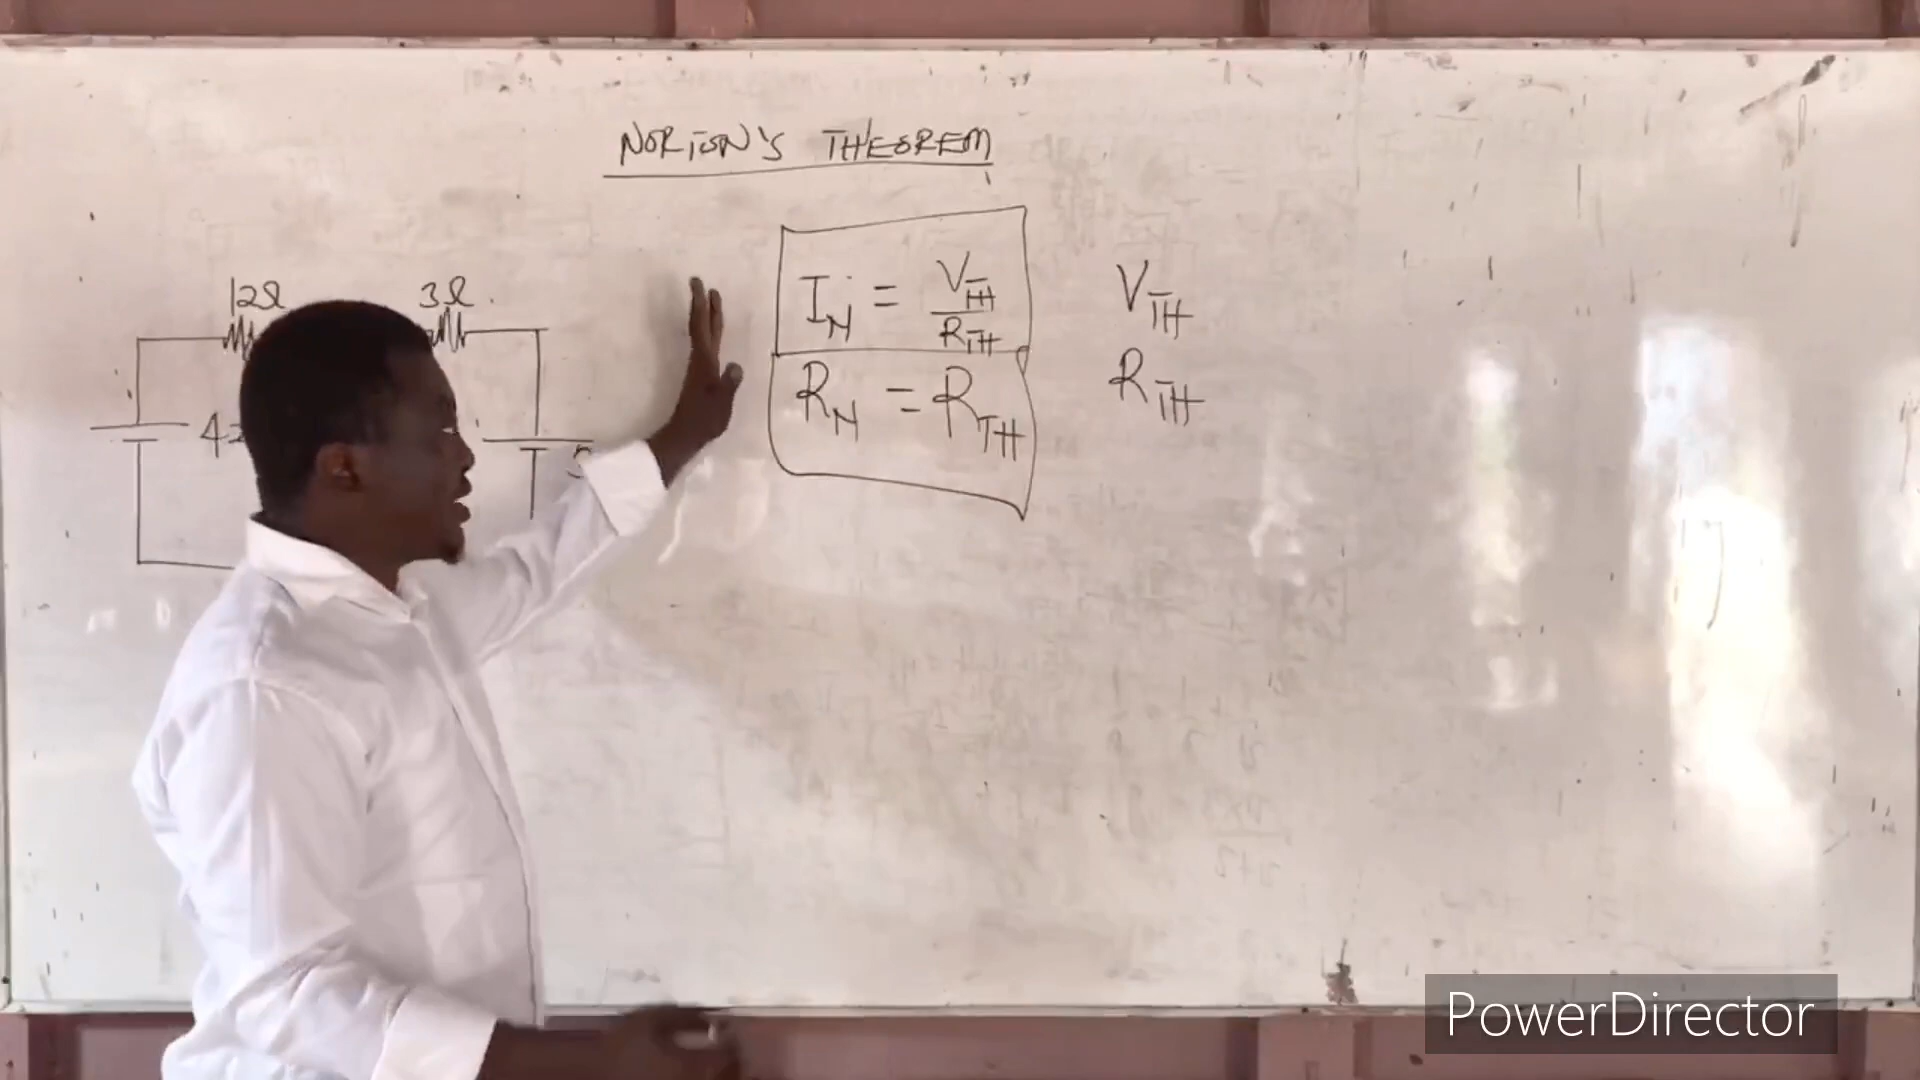 NORTON'S THEOREM
12Ω
3Ω
I_N = V_TH / R_TH
R_N = R_TH
V_TH
R_TH
PowerDirector